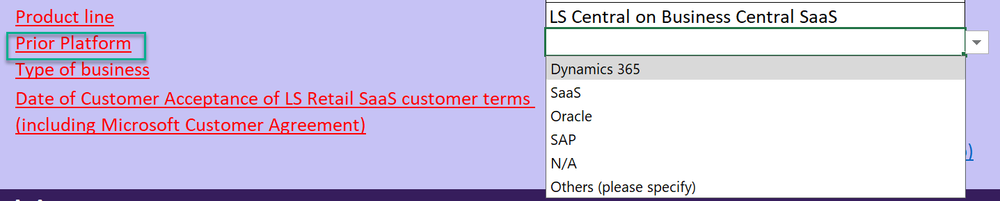 Product line LS Central on Business Central SaaS
Prior Platform
Type of business
Date of Customer Acceptance of LS Retail SaaS customer terms
(including Microsoft Customer Agreement)
Dynamics 365
SaaS
Oracle
SAP
N/A
Others (please specify)